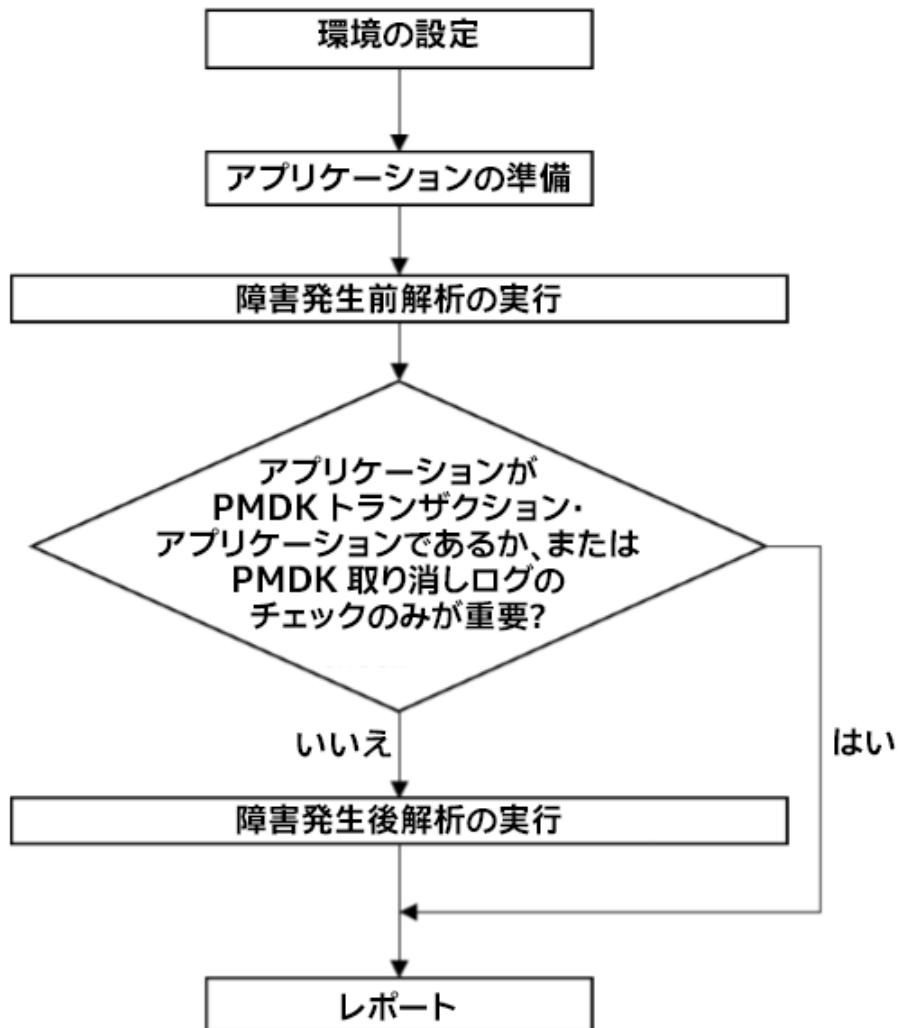 環境の設定
アプリケーションの準備
障害発生前解析の実行
アプリケーションが
PMDK トランザクション・
アプリケーションであるか、または
PMDK 取り消しログの
チェックのみが重要?
いいえ
はい
障害発生後解析の実行
レポート